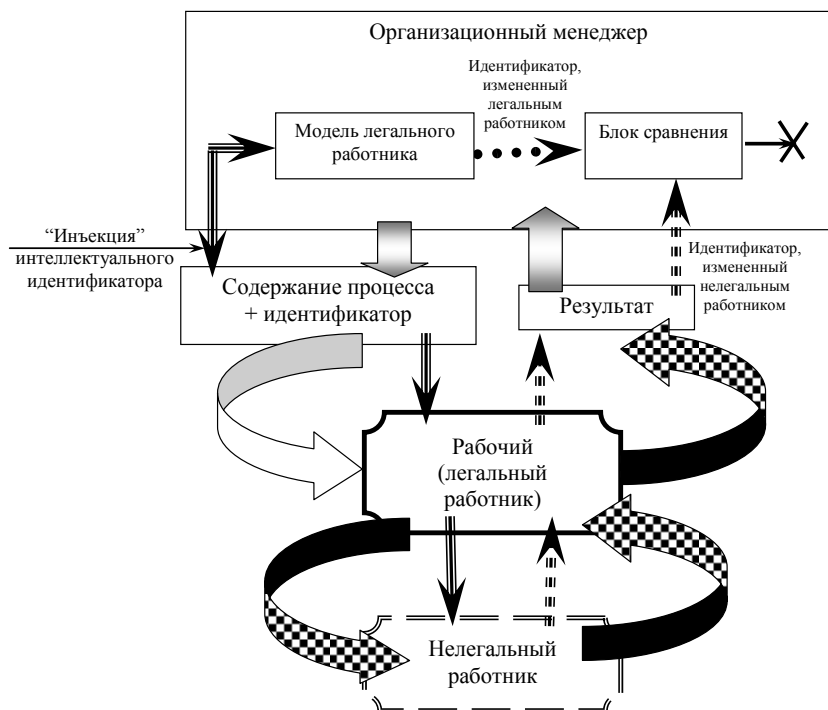 Организационный менеджер
Идентификатор,
измененный
легальным
работником
Модель легального
работника
Блок сравнения
“Инъекция”
интеллектуального
идентификатора
Идентификатор,
измененный
нелегальным
работником
Содержание процесса
+ идентификатор
Результат
Рабочий
(легальный
работник)
Нелегальный
работник